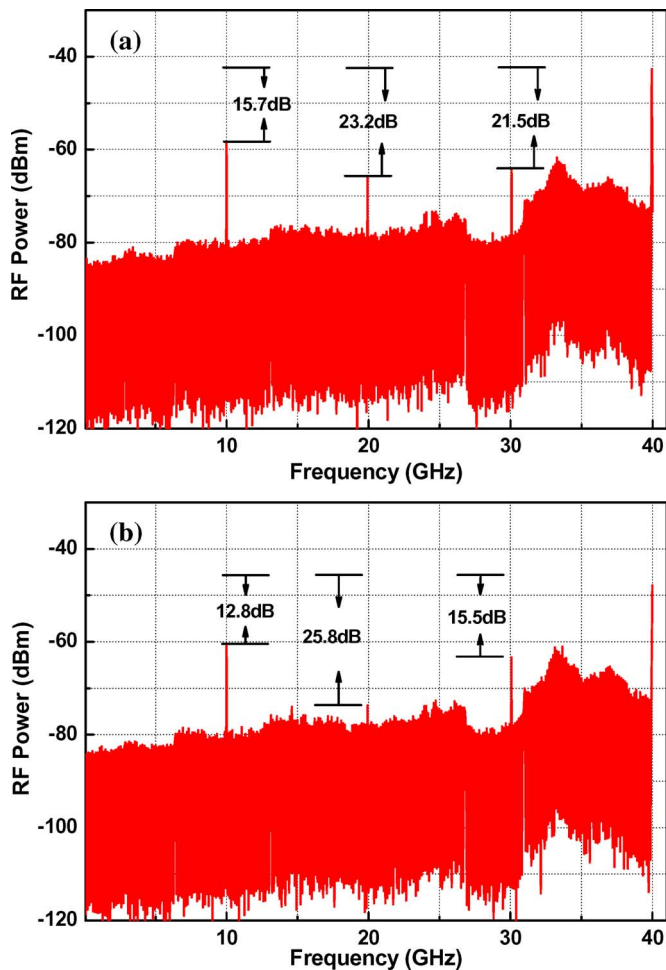 (a)
-40
-60
-80
-100
-120
RF Power (dBm)
15.7dB
23.2dB
21.5dB
10
20
30
40
Frequency (GHz)
(b)
-40
-60
-80
-100
-120
RF Power (dBm)
12.8dB
25.8dB
15.5dB
10
20
30
40
Frequency (GHz)